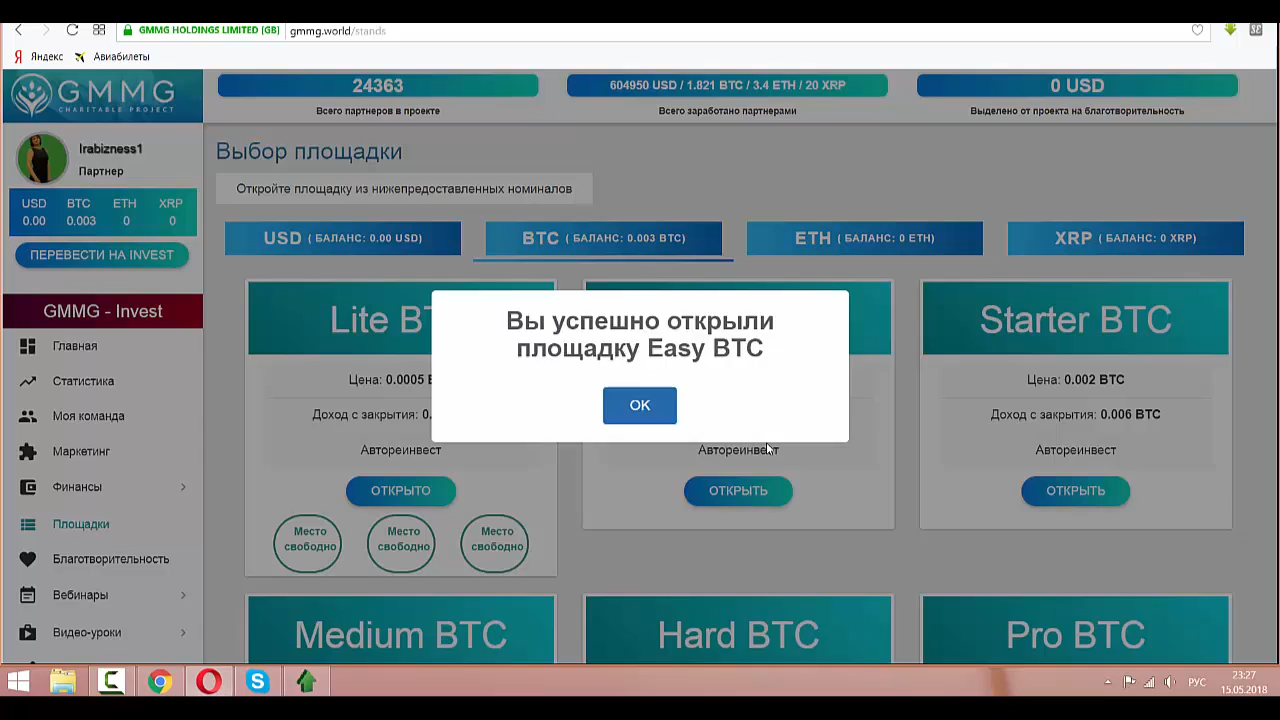 GMMG HOLDINGS LIMITED (GB)
gmmg.world/stands
Яндекс
Авиабилеты
GMMG
CHARITABLE PROJECT
24363
Всего партнеров в проекте
604950 USD / 1.821 BTC / 3.4 ETH / 20 XRP
Всего заработано партнерами
0 USD
Выделено от проекта на благотворительность
Irabizness1
Партнер
USD BTC ETH XRP
0.00 0.003 0 0
ПЕРЕВЕСТИ НА INVEST
GMMG - Invest
Главная
Статистика
Моя команда
Маркетинг
Финансы
Площадки
Благотворительность
Вебинары
Видео-уроки
Выбор площадки
Откройте площадку из нижепредоставленных номиналов
USD ( БАЛАНС: 0.00 USD)
BTC ( БАЛАНС: 0.003 BTC)
ETH ( БАЛАНС: 0 ETH)
XRP ( БАЛАНС: 0 XRP)
Lite B
Цена: 0.0005
Доход с закрытия: 0.
Автореинвест
ОТКРЫТО
Место свободно
Место свободно
Место свободно
Вы успешно открыли
площадку Easy BTC
OK
Автореинвест
ОТКРЫТЬ
Starter BTC
Цена: 0.002 BTC
Доход с закрытия: 0.006 BTC
Автореинвест
ОТКРЫТЬ
Medium BTC
Hard BTC
Pro BTC
РУС
23:27
15.05.2018